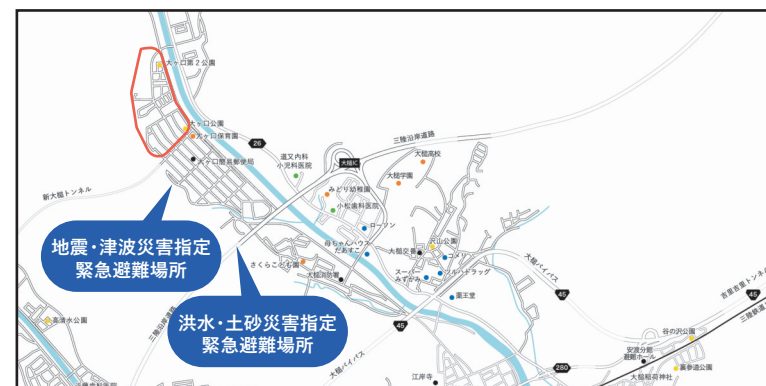 大ヶ口第2公園
大ヶ口公園
大ヶ口保育園
26
三陸沿岸道路
道又内科
小児科医院
大槌IC
大槌高校
大ヶ口簡易郵便局
大槌学園
みどり幼稚園
新大槌トンネル
小松歯科医院
ローソン
地震・津波災害指定
緊急避難場所
母ちゃんハウス
だぁすこ
大槌交番
沢山公園
コメリ
さくらこども園
大槌消防署
スーパー
みずかみ
ツルハドラッグ
大槌バイパス
薬王堂
45
45
吉里吉里トンネル
洪水・土砂災害指定
緊急避難場所
高清水公園
三陸沿岸道路
45
谷の沢公園
三陸鉄道
大槌バイパス
280
安渡分館
避難ホール
江岸寺
大槌稲荷神社
裏参道公園